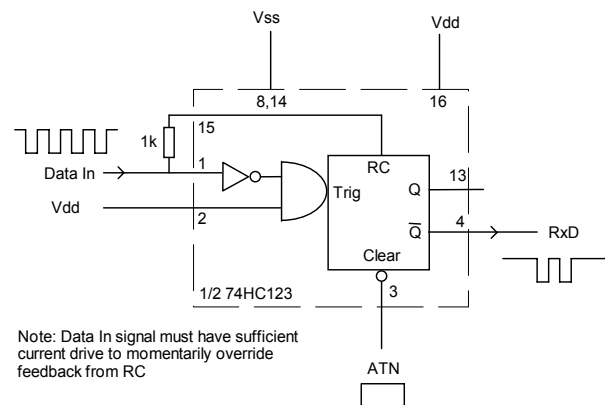 Vss
Vdd
8,14
16
15
1k
1
RC
13
Data In
Trig
Q
Vdd
2
4
Q
RxD
Clear
1/2 74HC123
3
Note: Data In signal must have sufficient
current drive to momentarily override
feedback from RC
ATN